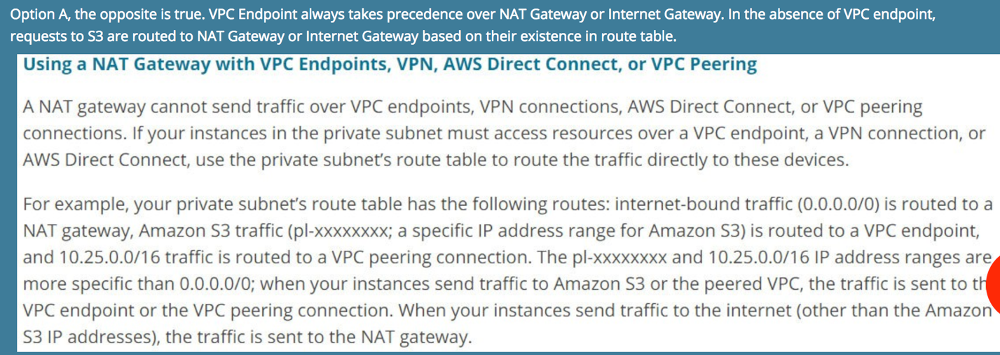 Option A, the opposite is true. VPC Endpoint always takes precedence over NAT Gateway or Internet Gateway. In the absence of VPC endpoint,
requests to S3 are routed to NAT Gateway or Internet Gateway based on their existence in route table.
Using a NAT Gateway with VPC Endpoints, VPN, AWS Direct Connect, or VPC Peering
A NAT gateway cannot send traffic over VPC endpoints, VPN connections, AWS Direct Connect, or VPC peering
connections. If your instances in the private subnet must access resources over a VPC endpoint, a VPN connection, or
AWS Direct Connect, use the private subnet's route table to route the traffic directly to these devices.
For example, your private subnet's route table has the following routes: internet-bound traffic (0.0.0.0/0) is routed to a
NAT gateway, Amazon S3 traffic (pl-xxxxxxxx; a specific IP address range for Amazon S3) is routed to a VPC endpoint,
and 10.25.0.0/16 traffic is routed to a VPC peering connection. The pl-xxxxxxxx and 10.25.0.0/16 IP address ranges are
more specific than 0.0.0.0/0; when your instances send traffic to Amazon S3 or the peered VPC, the traffic is sent to
VPC endpoint or the VPC peering connection. When your instances send traffic to the internet (other than the Amazon
S3 IP addresses), the traffic is sent to the NAT gateway.